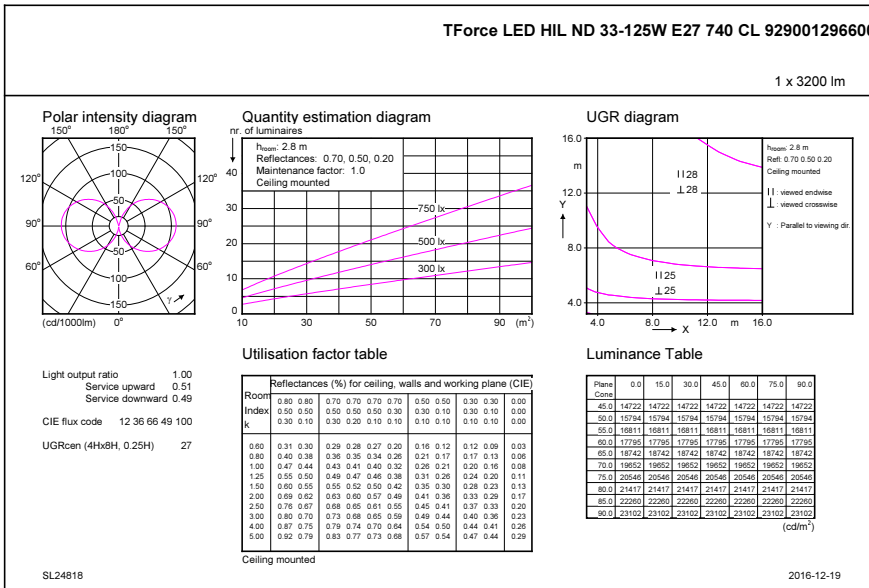 TForce LED HIL ND 33-125W E27 740 CL 929001296600
1 x 3200 lm
Polar intensity diagram
150° 180° 150°
120° 120°
90° 90°
60° 60°
150
100
50
50
100
150
γ
(cd/1000lm) 0°
Quantity estimation diagram
nr. of luminaires
hroom: 2.8 m
Reflectances: 0.70, 0.50, 0.20
Maintenance factor: 1.0
Ceiling mounted
40
30
20
10
0
750 lx
500 lx
300 lx
10 30 50 70 90 (m²)
UGR diagram
16.0
m
12.0
Y
8.0
4.0
||28
⊥28
||25
⊥25
4.0 8.0 12.0 m 16.0
X
hroom: 2.8 m
Refl: 0.70 0.50 0.20
Ceiling mounted
|| : viewed endwise
⊥ : viewed crosswise
Y : Parallel to viewing dir.
Light output ratio 1.00
Service upward 0.51
Service downward 0.49
CIE flux code 12 36 66 49 100
UGRcen (4Hx8H, 0.25H) 27
Utilisation factor table
Room Index k
Reflectances (%) for ceiling, walls and working plane (CIE)
0.80 0.80 0.70 0.70 0.70 0.70 0.50 0.50 0.30 0.30 0.00
0.50 0.50 0.50 0.50 0.50 0.30 0.30 0.10 0.30 0.10 0.00
0.30 0.10 0.30 0.20 0.10 0.10 0.10 0.10 0.10 0.10 0.00
0.60 0.31 0.30 0.29 0.28 0.27 0.20 0.16 0.12 0.12 0.09 0.03
0.80 0.40 0.38 0.36 0.35 0.34 0.26 0.21 0.17 0.17 0.13 0.06
1.00 0.47 0.44 0.43 0.41 0.40 0.32 0.26 0.21 0.20 0.16 0.08
1.25 0.55 0.50 0.49 0.47 0.46 0.38 0.31 0.26 0.24 0.20 0.11
1.50 0.60 0.55 0.55 0.52 0.50 0.42 0.35 0.30 0.28 0.23 0.13
2.00 0.69 0.62 0.63 0.60 0.57 0.49 0.41 0.36 0.33 0.29 0.17
2.50 0.76 0.67 0.68 0.65 0.61 0.55 0.45 0.41 0.37 0.33 0.20
3.00 0.80 0.70 0.73 0.68 0.65 0.59 0.49 0.44 0.40 0.36 0.23
4.00 0.87 0.75 0.79 0.74 0.70 0.64 0.54 0.50 0.44 0.41 0.26
5.00 0.92 0.79 0.83 0.77 0.73 0.68 0.57 0.54 0.47 0.44 0.29
Ceiling mounted
Luminance Table
Plane Cone 0.0 15.0 30.0 45.0 60.0 75.0 90.0
45.0 14722 14722 14722 14722 14722 14722 14722
50.0 15794 15794 15794 15794 15794 15794 15794
55.0 16811 16811 16811 16811 16811 16811 16811
60.0 17795 17795 17795 17795 17795 17795 17795
65.0 18742 18742 18742 18742 18742 18742 18742
70.0 19652 19652 19652 19652 19652 19652 19652
75.0 20546 20546 20546 20546 20546 20546 20546
80.0 21417 21417 21417 21417 21417 21417 21417
85.0 22260 22260 22260 22260 22260 22260 22260
90.0 23102 23102 23102 23102 23102 23102 23102
(cd/m²)
SL24818
2016-12-19